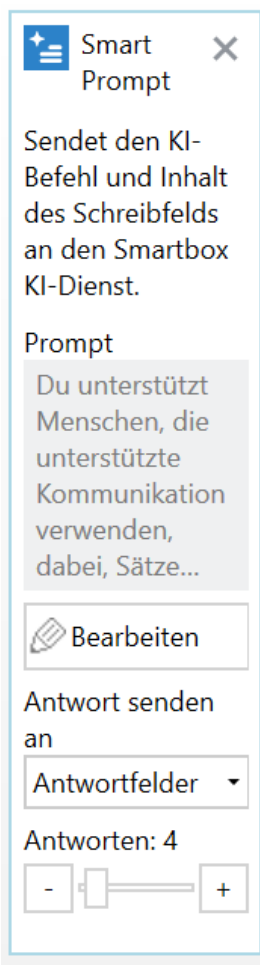 Smart
Prompt
Sendet den KI-
Befehl und Inhalt
des Schreibfelds
an den Smartbox
KI-Dienst.
Prompt
Du unterstützt
Menschen, die
unterstützte
Kommunikation
verwenden,
dabei, Sätze...
Bearbeiten
Antwort senden
an
Antwortfelder
Antworten: 4
- +